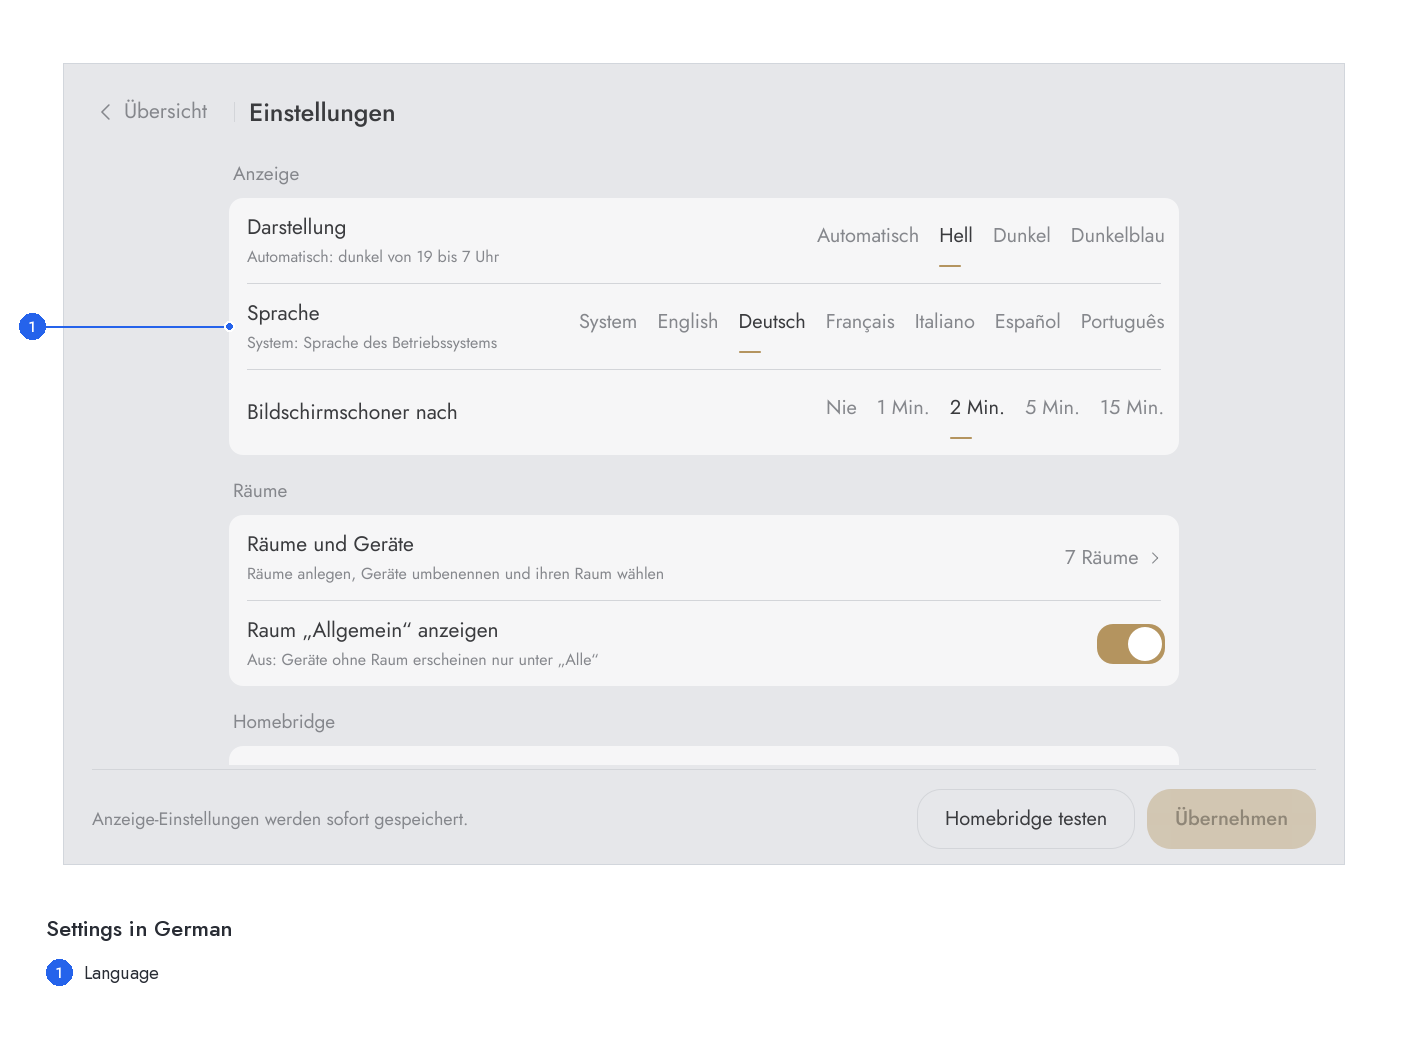 Übersicht
Einstellungen
Anzeige
Darstellung
Automatisch: dunkel von 19 bis 7 Uhr
Automatisch Hell Dunkel Dunkelblau
1
Sprache
System: Sprache des Betriebssystems
System English Deutsch Français Italiano Español Português
Bildschirmschoner nach
Nie 1 Min. 2 Min. 5 Min. 15 Min.
Räume
Räume und Geräte
Räume anlegen, Geräte umbenennen und ihren Raum wählen
7 Räume
Raum „Allgemein“ anzeigen
Aus: Geräte ohne Raum erscheinen nur unter „Alle“
Homebridge
Anzeige-Einstellungen werden sofort gespeichert.
Homebridge testen
Übernehmen
Settings in German
1 Language